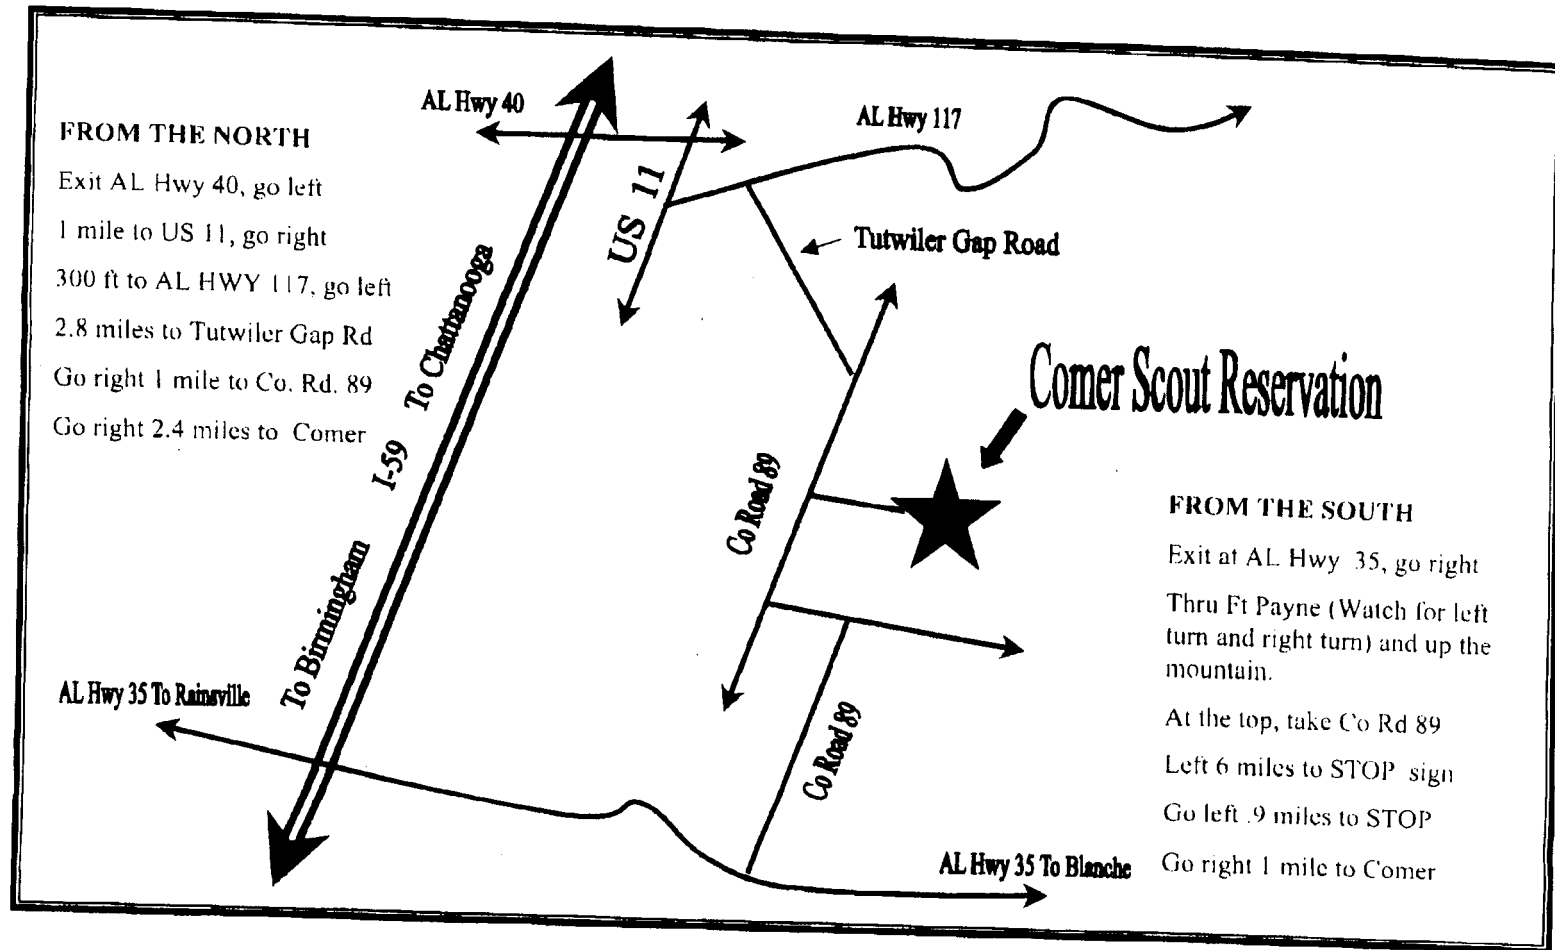 AL Hwy 40
AL Hwy 117
FROM THE NORTH
Exit AL Hwy 40, go left
1 mile to US 11, go right
300 ft to AL HWY 117, go left
2.8 miles to Tutwiler Gap Rd
Go right 1 mile to Co. Rd. 89
Go right 2.4 miles to Comer
US 11
Tutwiler Gap Road
To Chattanooga
I-59
To Birmingham
Comer Scout Reservation
Co Road 89
FROM THE SOUTH
Exit at AL Hwy 35, go right
Thru Ft Payne (Watch for left
turn and right turn) and up the
mountain.
At the top, take Co Rd 89
Left 6 miles to STOP sign
Go left .9 miles to STOP
Go right 1 mile to Comer
AL Hwy 35 To Rainsville
Co Road 89
AL Hwy 35 To Blanche